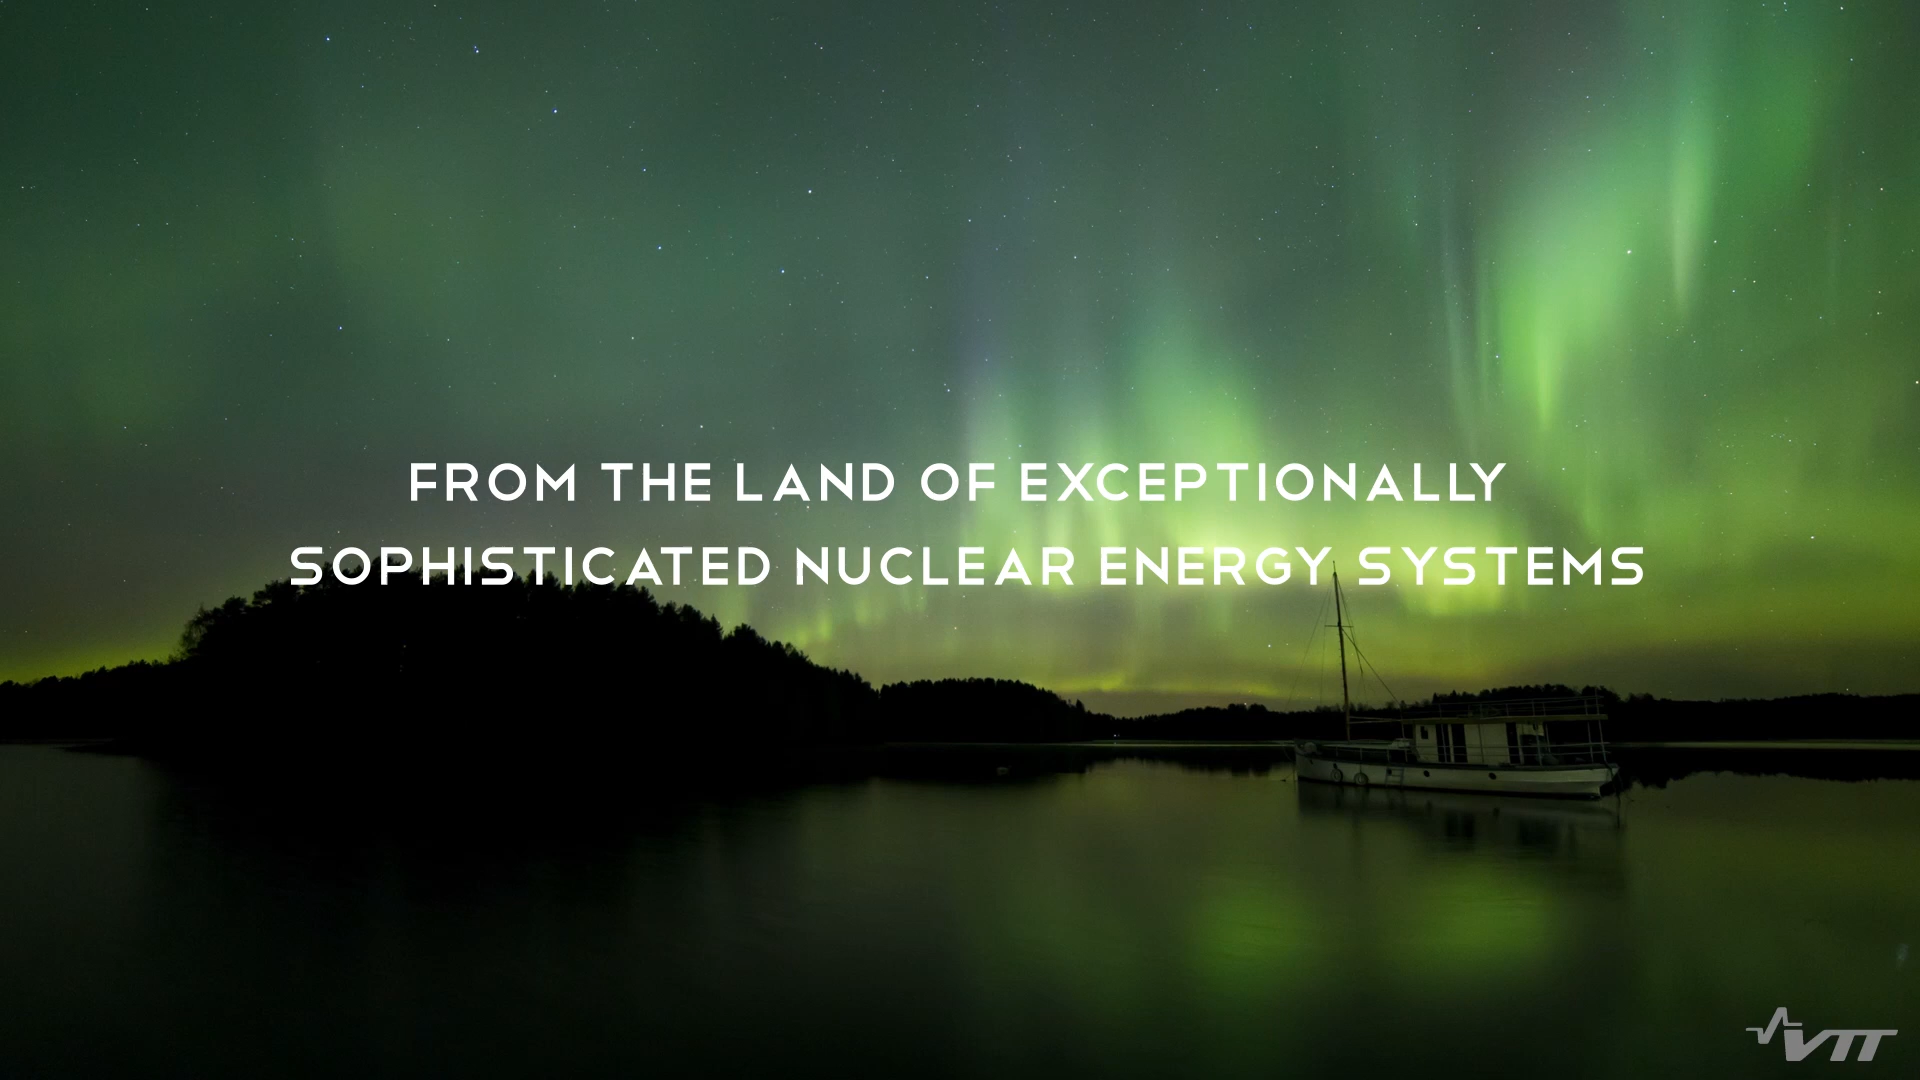 FROM THE LAND OF EXCEPTIONALLY
SOPHISTICATED NUCLEAR ENERGY SYSTEMS
VTT